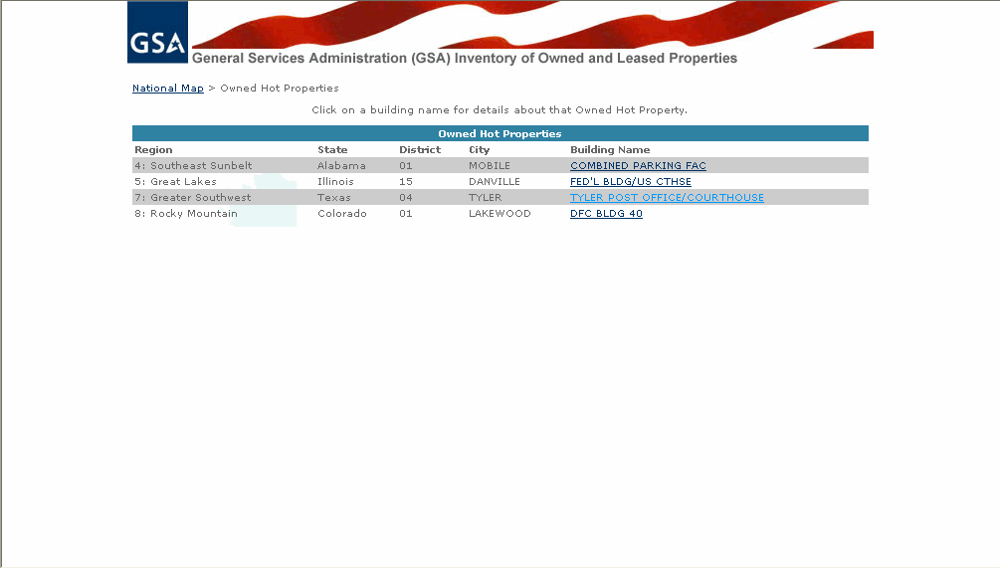 GSA
General Services Administration (GSA) Inventory of Owned and Leased Properties
National Map > Owned Hot Properties
Click on a building name for details about that Owned Hot Property.
Owned Hot Properties
Region State District City Building Name
4: Southeast Sunbelt Alabama 01 MOBILE COMBINED PARKING FAC
5: Great Lakes Illinois 15 DANVILLE FED'L BLDG/US CTHSE
7: Greater Southwest Texas 04 TYLER TYLER POST OFFICE/COURTHOUSE
8: Rocky Mountain Colorado 01 LAKEWOOD DFC BLDG 40